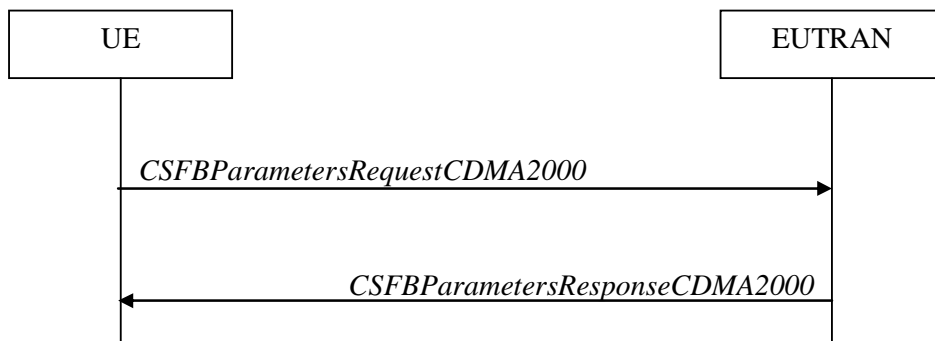 UE
EUTRAN
CSFBParametersRequestCDMA2000
CSFBParametersResponseCDMA2000